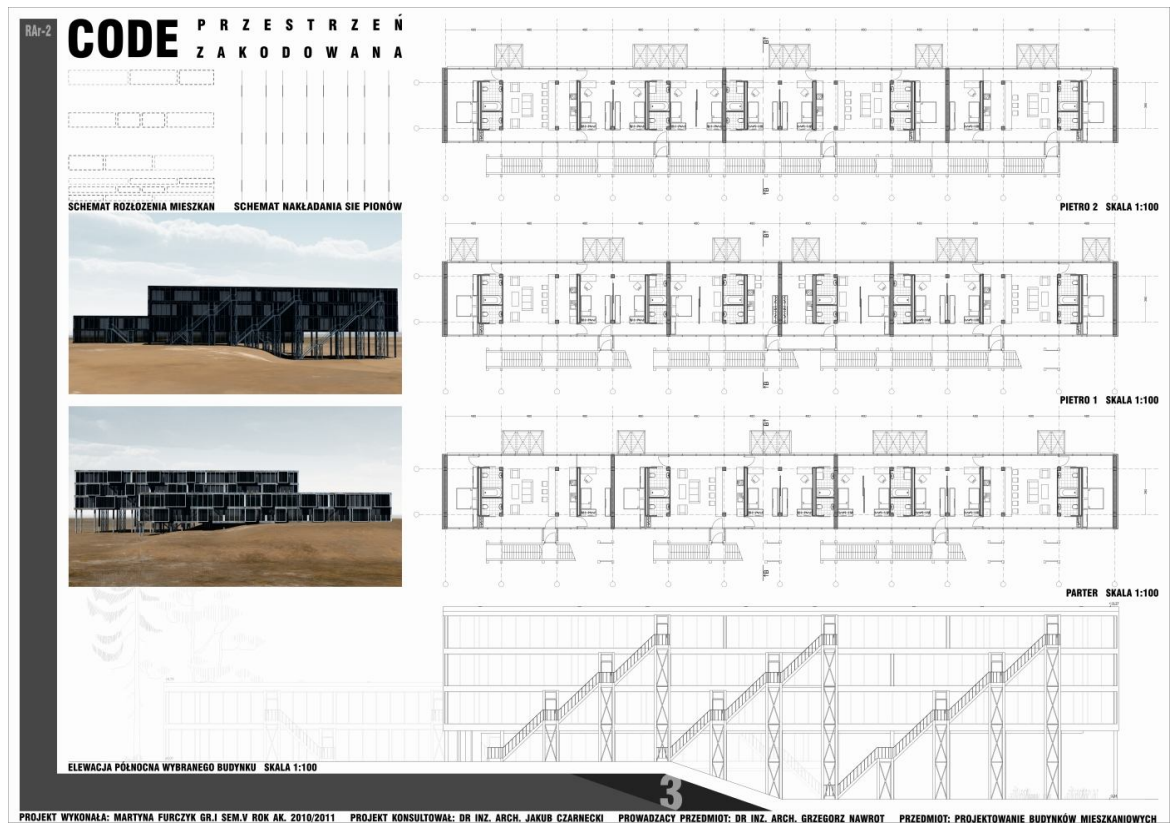 RAr-2
CODE
PRZESTRZEŃ
ZAKODOWANA
SCHEMAT ROZŁOZENIA MIESZKAN
SCHEMAT NAKŁADANIA SIE PIONÓW
PIETRO 2 SKALA 1:100
PIETRO 1 SKALA 1:100
PARTER SKALA 1:100
ELEWACJA PÓŁNOCNA WYBRANEGO BUDYNKU SKALA 1:100
3
PROJEKT WYKONAŁA: MARTYNA FURCZYK GR.I SEM.V ROK AK. 2010/2011 PROJEKT KONSULTOWAŁ: DR INZ. ARCH. JAKUB CZARNECKI PROWADZACY PRZEDMIOT: DR INZ. ARCH. GRZEGORZ NAWROT PRZEDMIOT: PROJEKTOWANIE BUDYNKÓW MIESZKANIOWYCH